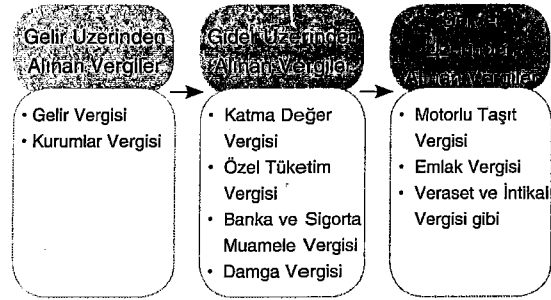 Gelir Üzerinden
Alınan Vergiler
• Gelir Vergisi
• Kurumlar Vergisi
Gider Üzerinden
Alınan Vergiler
• Katma Değer
Vergisi
• Özel Tüketim
Vergisi
• Banka ve Sigorta
Muamele Vergisi
• Damga Vergisi
Üzerinden
Alınan Vergiler
• Motorlu Taşıt
Vergisi
• Emlak Vergisi
• Veraset ve İntikal
Vergisi gibi